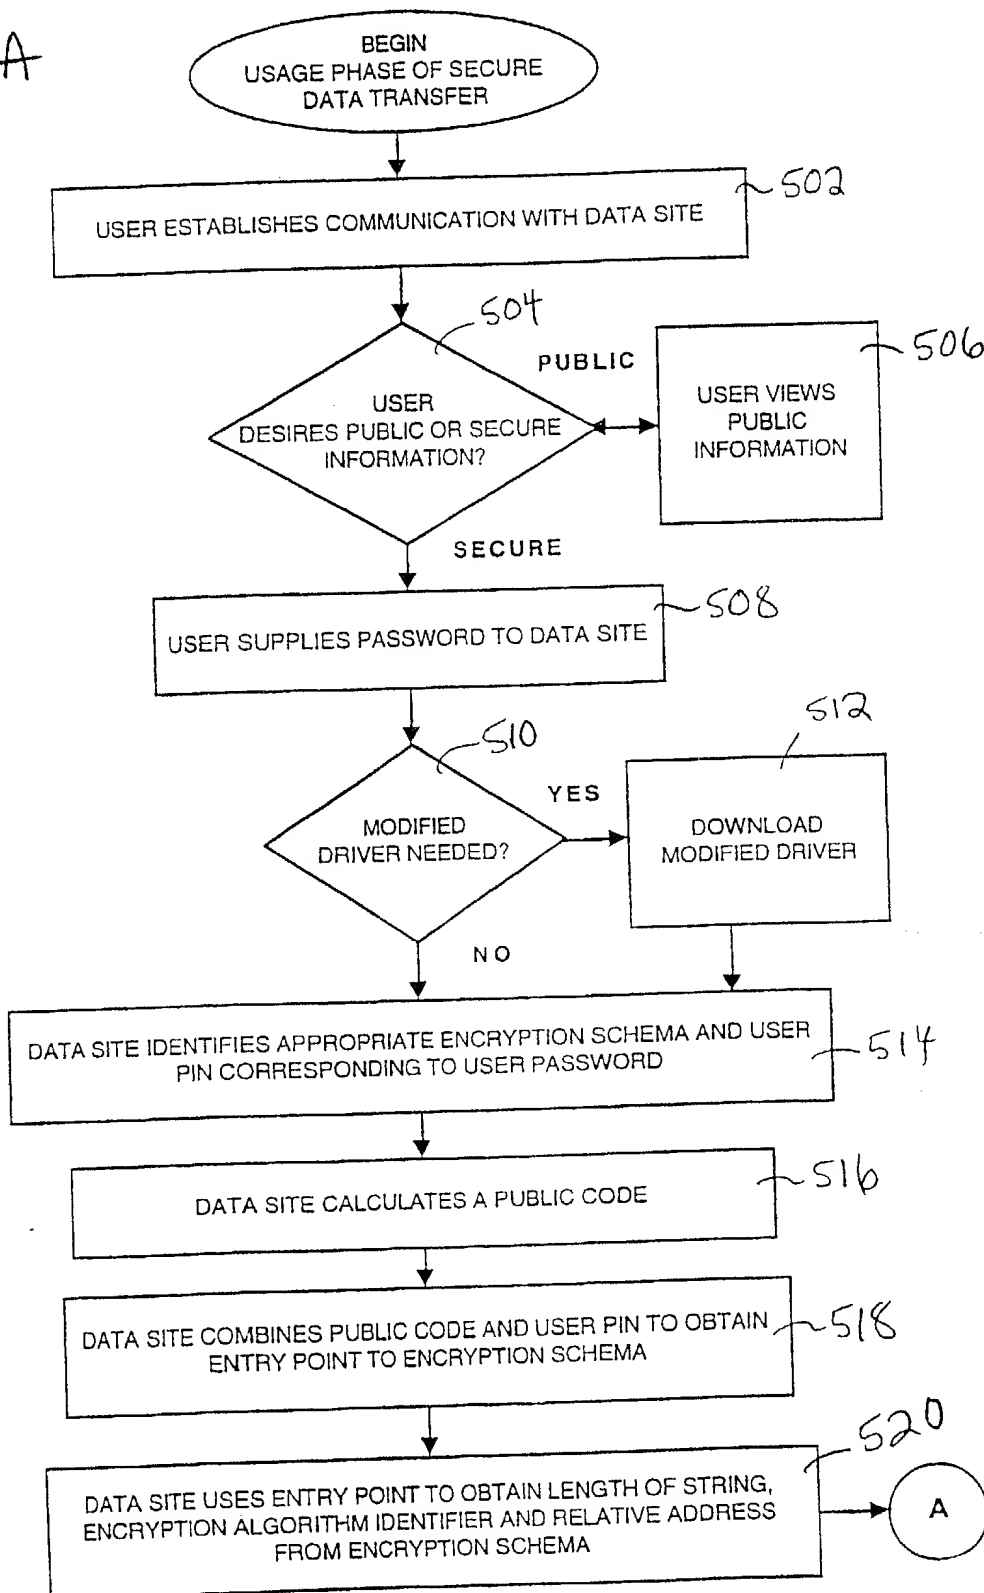 A
BEGIN
USAGE PHASE OF SECURE
DATA TRANSFER
502
USER ESTABLISHES COMMUNICATION WITH DATA SITE
504
PUBLIC
506
USER
DESIRES PUBLIC OR SECURE
INFORMATION?
USER VIEWS
PUBLIC
INFORMATION
SECURE
508
USER SUPPLIES PASSWORD TO DATA SITE
510
512
YES
MODIFIED
DRIVER NEEDED?
DOWNLOAD
MODIFIED DRIVER
NO
DATA SITE IDENTIFIES APPROPRIATE ENCRYPTION SCHEMA AND USER
PIN CORRESPONDING TO USER PASSWORD
514
DATA SITE CALCULATES A PUBLIC CODE
516
DATA SITE COMBINES PUBLIC CODE AND USER PIN TO OBTAIN
ENTRY POINT TO ENCRYPTION SCHEMA
518
520
DATA SITE USES ENTRY POINT TO OBTAIN LENGTH OF STRING,
ENCRYPTION ALGORITHM IDENTIFIER AND RELATIVE ADDRESS
FROM ENCRYPTION SCHEMA
A